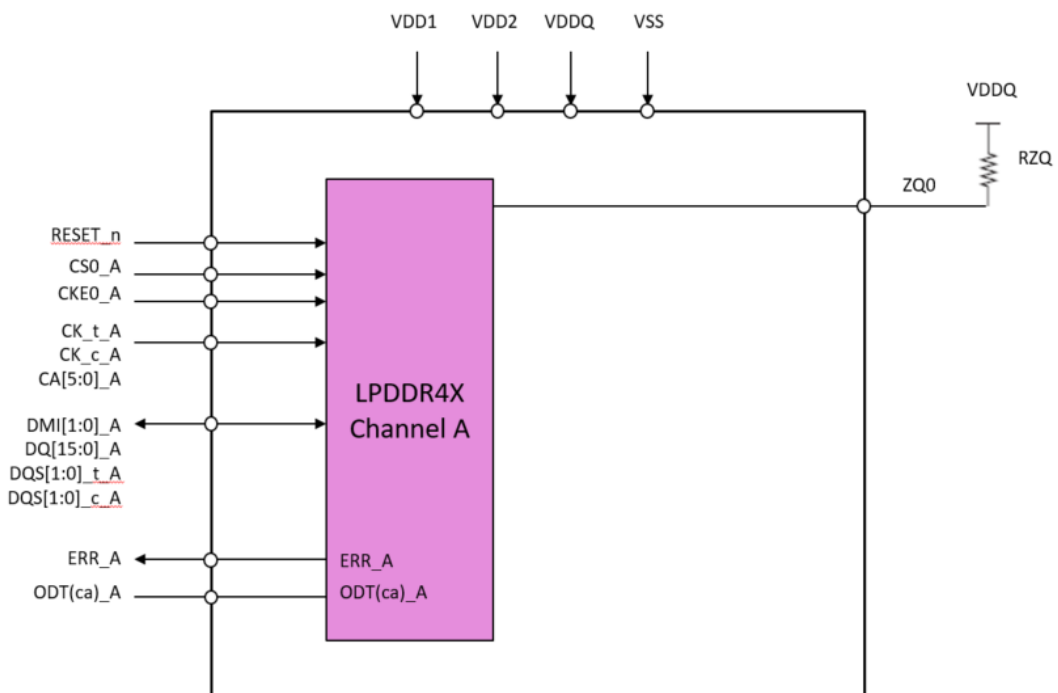 VDD1
VDD2
VDDQ
VSS
VDDQ
RZQ
ZQ0
RESET_n
CS0_A
CKE0_A
CK_t_A
CK_c_A
CA[5:0]_A
LPDDR4X
Channel A
DMI[1:0]_A
DQ[15:0]_A
DQS[1:0]_t_A
DQS[1:0]_c_A
ERR_A
ERR_A
ODT(ca)_A
ODT(ca)_A